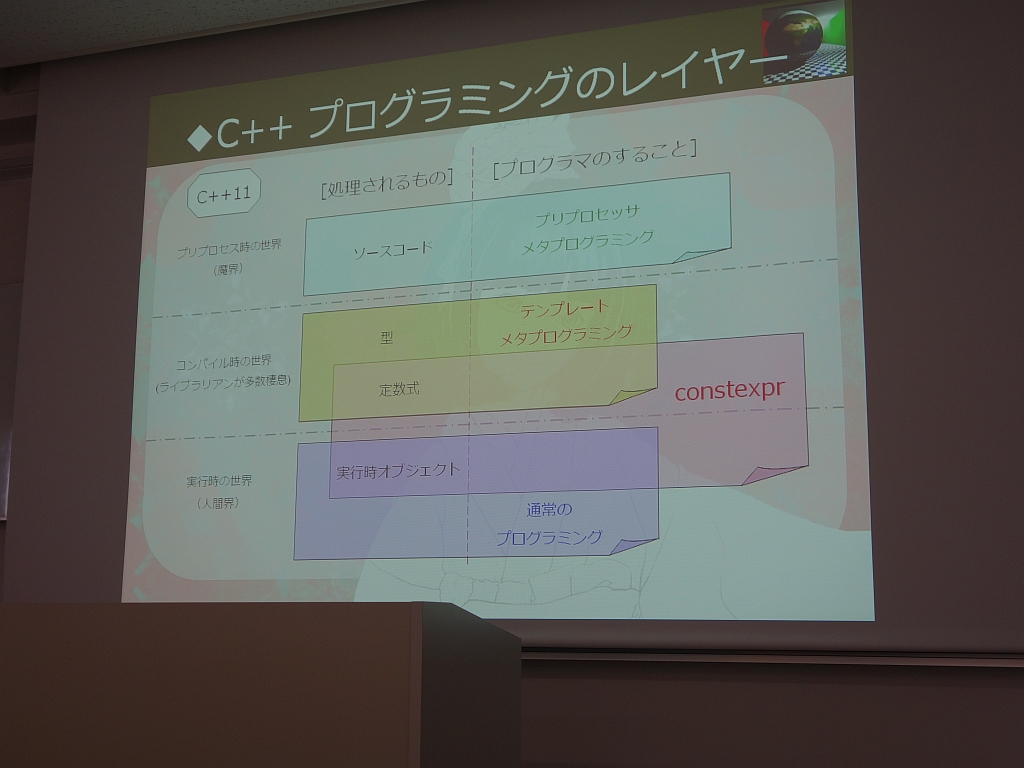 ◆C++ プログラミングのレイヤー
C++11
[処理されるもの]
[プログラマのすること]
プリプロセス時の世界
(魔界)
ソースコード
プリプロセッサ
メタプログラミング
コンパイル時の世界
(ライブラリアンが多数棲息)
型
テンプレート
メタプログラミング
定数式
constexpr
実行時の世界
(人間界)
実行時オブジェクト
通常の
プログラミング